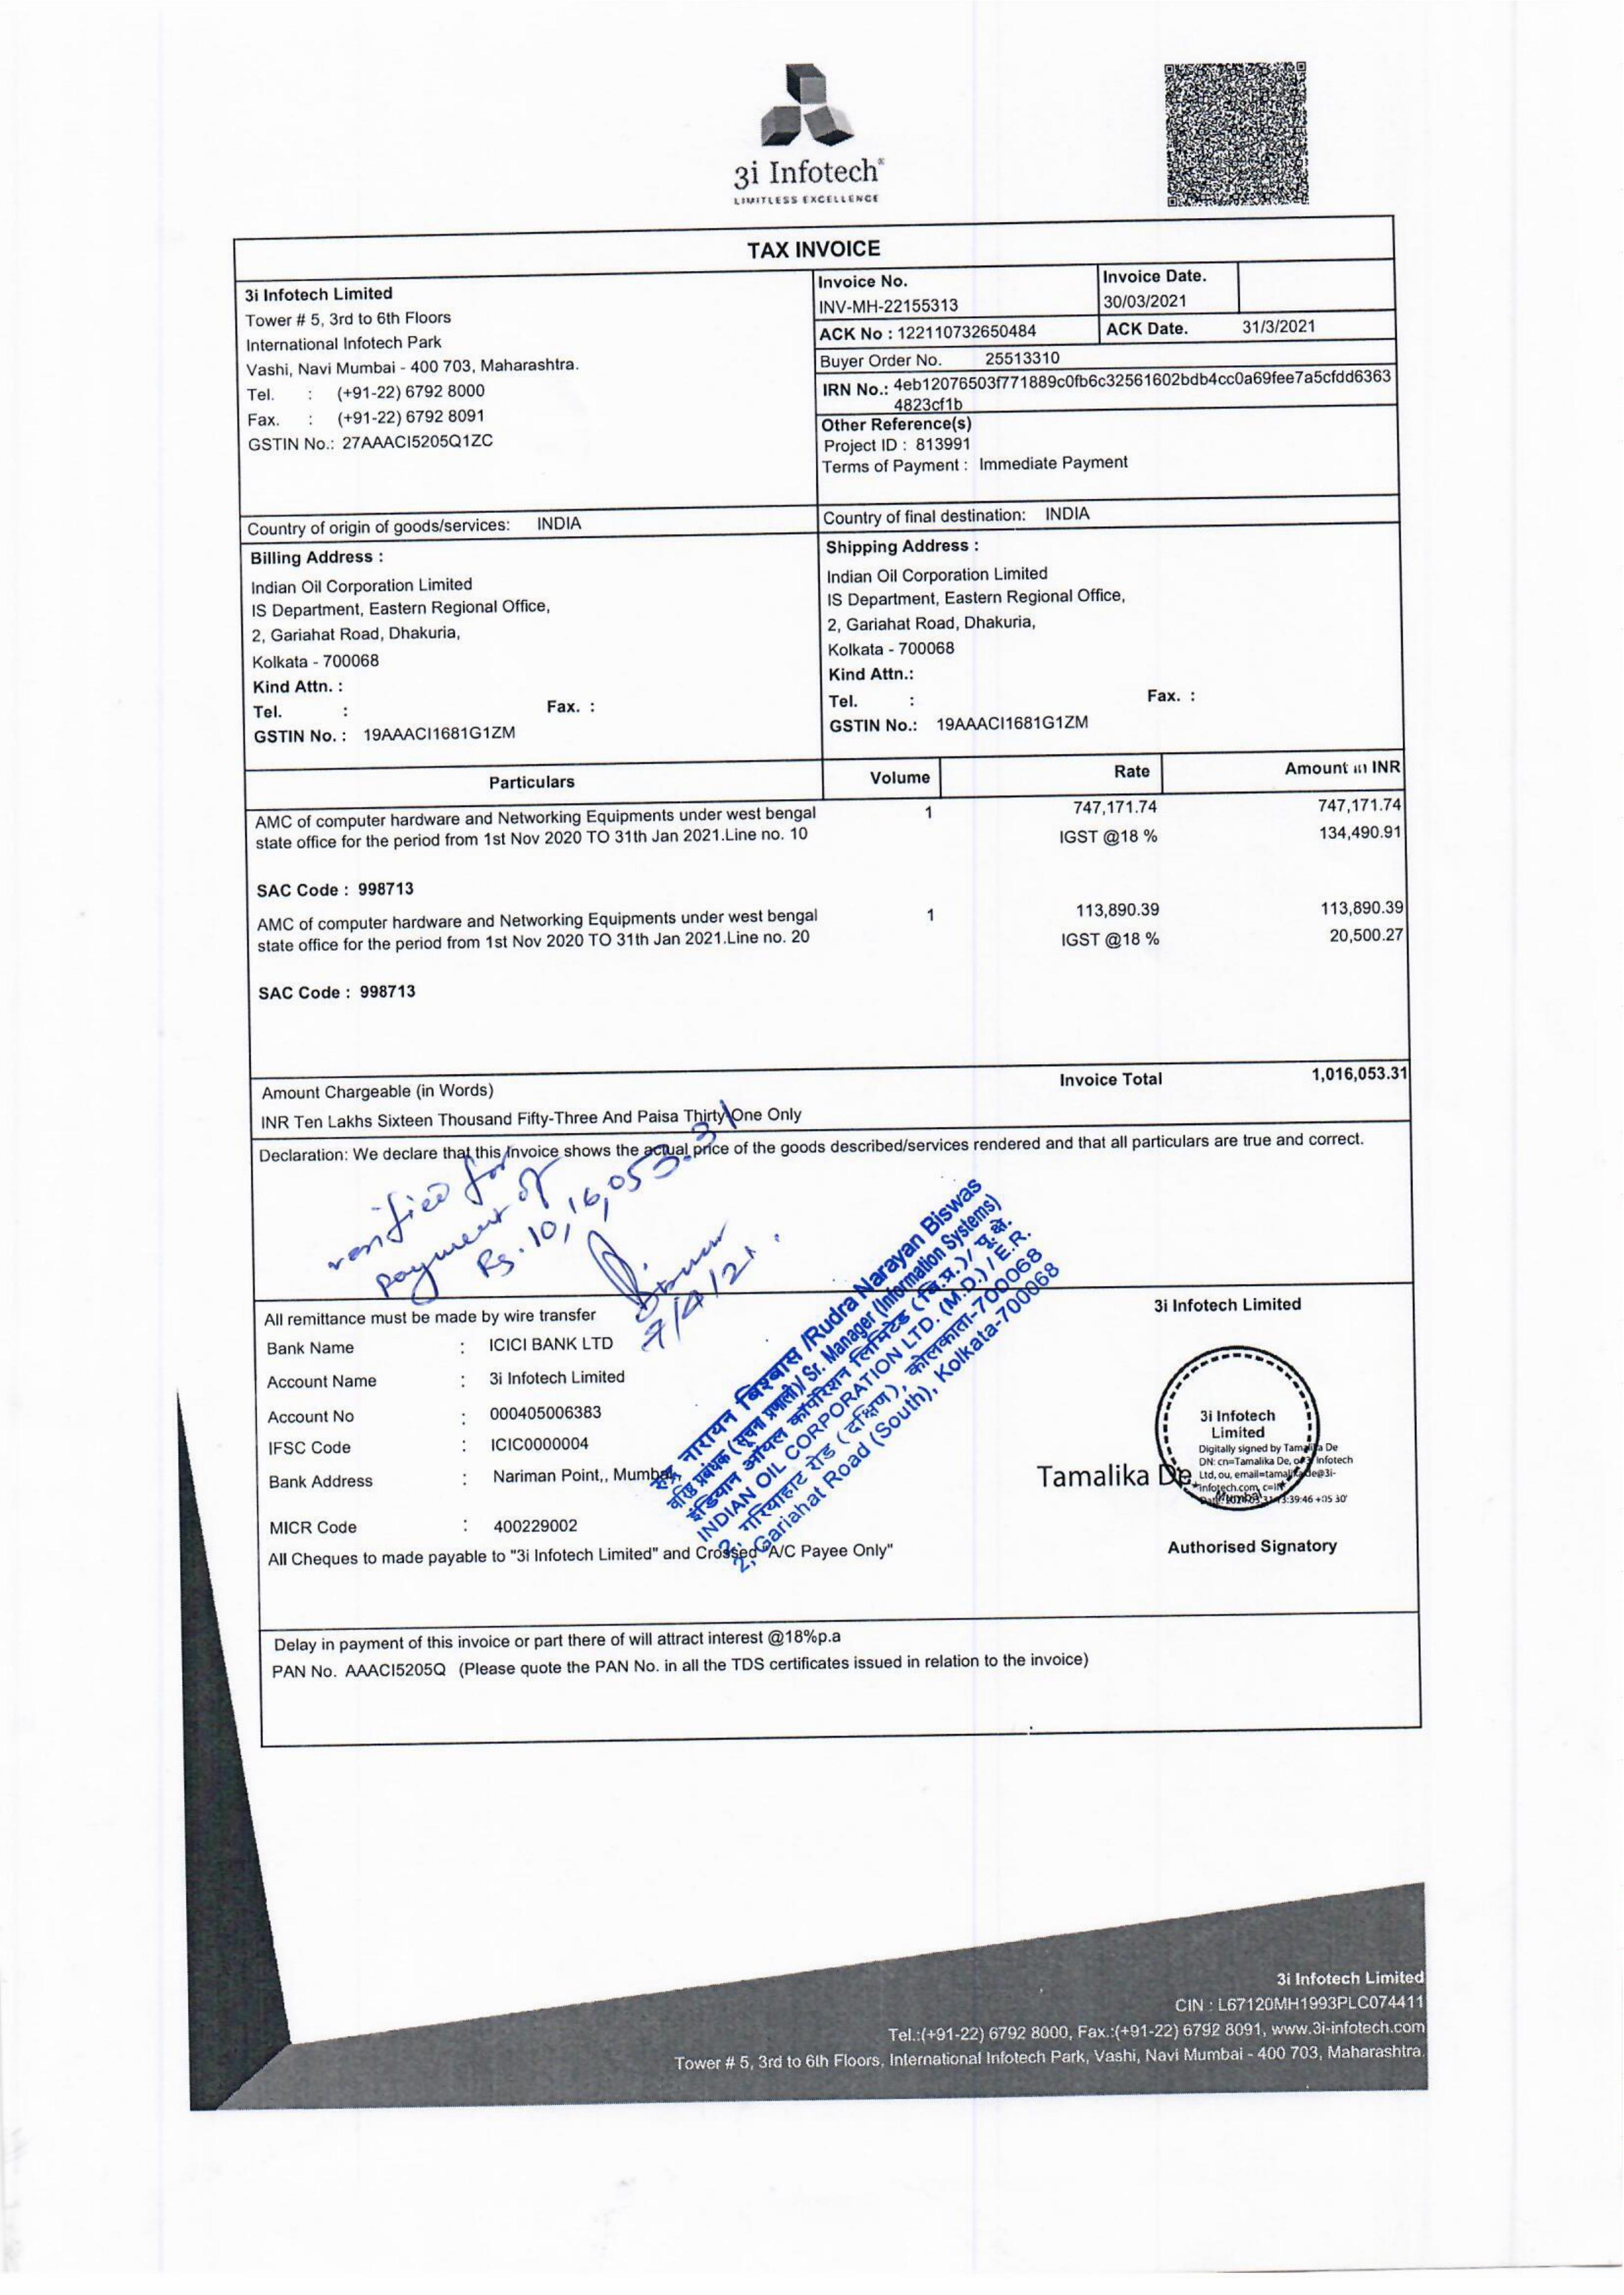 3i Infotech®
LIMITLESS EXCELLENCE
TAX INVOICE
3i Infotech Limited
Tower # 5, 3rd to 6th Floors
International Infotech Park
Vashi, Navi Mumbai - 400 703, Maharashtra.
Tel. : (+91-22) 6792 8000
Fax. : (+91-22) 6792 8091
GSTIN No.: 27AAACI5205Q1ZC
Invoice No.
INV-MH-22155313
Invoice Date.
30/03/2021
ACK No : 122110732650484
ACK Date. 31/3/2021
Buyer Order No. 25513310
IRN No.: 4eb12076503f771889c0fb6c32561602bdb4cc0a69fee7a5cfdd6363
4823cf1b
Other Reference(s)
Project ID : 813991
Terms of Payment : Immediate Payment
Country of origin of goods/services: INDIA
Country of final destination: INDIA
Billing Address :
Indian Oil Corporation Limited
IS Department, Eastern Regional Office,
2, Gariahat Road, Dhakuria,
Kolkata - 700068
Kind Attn. :
Tel. : Fax. :
GSTIN No. : 19AAACI1681G1ZM
Shipping Address :
Indian Oil Corporation Limited
IS Department, Eastern Regional Office,
2, Gariahat Road, Dhakuria,
Kolkata - 700068
Kind Attn.:
Tel. : Fax. :
GSTIN No.: 19AAACI1681G1ZM
Particulars Volume Rate Amount in INR
AMC of computer hardware and Networking Equipments under west bengal 1 747,171.74 747,171.74
state office for the period from 1st Nov 2020 TO 31th Jan 2021.Line no. 10 IGST @18 % 134,490.91
SAC Code : 998713
AMC of computer hardware and Networking Equipments under west bengal 1 113,890.39 113,890.39
state office for the period from 1st Nov 2020 TO 31th Jan 2021.Line no. 20 IGST @18 % 20,500.27
SAC Code : 998713
Amount Chargeable (in Words) Invoice Total 1,016,053.31
INR Ten Lakhs Sixteen Thousand Fifty-Three And Paisa Thirty-One Only
Declaration: We declare that this Invoice shows the actual price of the goods described/services rendered and that all particulars are true and correct.
verified for
payment of
Rs. 10,16,053.31
7/4/21.
रुद्र नारायन बिश्वास /Rudra Narayan Biswas
वरिष्ठ प्रबंधक (सूचना प्रणाली)/ Sr. Manager (Information Systems)
इंडियान ऑयल कॉर्पोरेशन लिमिटेड (बि.प्र.)/ पू.क्षे.
INDIAN OIL CORPORATION LTD. (M.D.) / E.R.
2, गरियाहाट रोड (दक्षिण), कोलकाता-700068
2, Gariahat Road (South), Kolkata-700068
All remittance must be made by wire transfer
Bank Name : ICICI BANK LTD
Account Name : 3i Infotech Limited
Account No : 000405006383
IFSC Code : ICIC0000004
Bank Address : Nariman Point,, Mumbai
MICR Code : 400229002
All Cheques to made payable to "3i Infotech Limited" and Crossed "A/C Payee Only"
3i Infotech Limited
3i Infotech
Limited
Mumbai
Tamalika De
Digitally signed by Tamalika De
DN: cn=Tamalika De, o=3i Infotech
Ltd, ou, email=tamalika.de@3i-
infotech.com, c=IN
13:39:46 +05 30'
Authorised Signatory
Delay in payment of this invoice or part there of will attract interest @18%p.a
PAN No. AAACI5205Q (Please quote the PAN No. in all the TDS certificates issued in relation to the invoice)
3i Infotech Limited
CIN : L67120MH1993PLC074411
Tel.:(+91-22) 6792 8000, Fax.:(+91-22) 6792 8091, www.3i-infotech.com
Tower # 5, 3rd to 6th Floors, International Infotech Park, Vashi, Navi Mumbai - 400 703, Maharashtra.